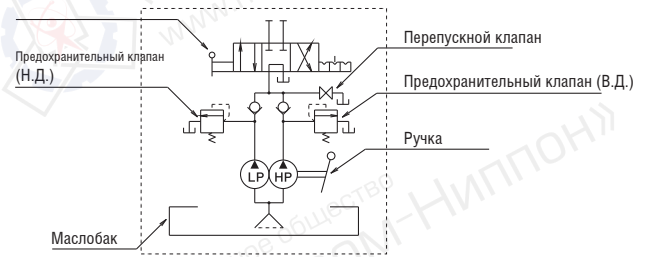 Перепускной клапан
Предохранительный клапан
(Н.Д.)
Предохранительный клапан (В.Д.)
Ручка
LP HP
Маслобак